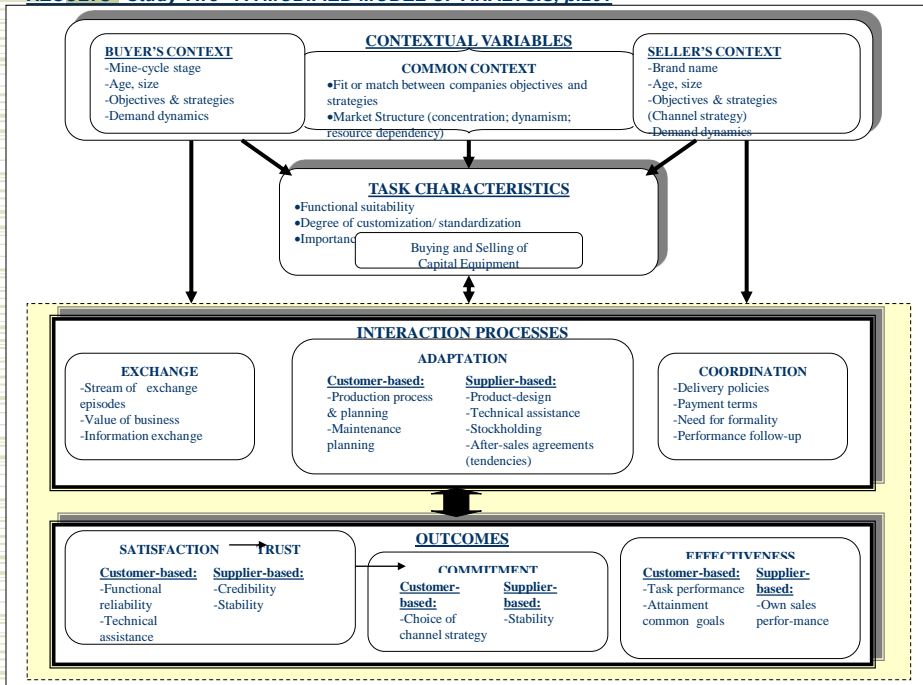 CONTEXTUAL VARIABLES
BUYER'S CONTEXT
-Mine-cycle stage
-Age, size
-Objectives & strategies
-Demand dynamics
COMMON CONTEXT
•Fit or match between companies objectives and
strategies
•Market Structure (concentration; dynamism;
resource dependency)
SELLER'S CONTEXT
-Brand name
-Age, size
-Objectives & strategies
(Channel strategy)
-Demand dynamics
TASK CHARACTERISTICS
•Functional suitability
•Degree of customization/ standardization
•Importanc
Buying and Selling of
Capital Equipment
INTERACTION PROCESSES
EXCHANGE
-Stream of exchange
episodes
-Value of business
-Information exchange
ADAPTATION
Customer-based:
-Production process
& planning
-Maintenance
planning
Supplier-based:
-Product-design
-Technical assistance
-Stockholding
-After-sales agreements
(tendencies)
COORDINATION
-Delivery policies
-Payment terms
-Need for formality
-Performance follow-up
OUTCOMES
SATISFACTION TRUST
Customer-based:
-Functional
reliability
-Technical
assistance
Supplier-based:
-Credibility
-Stability
COMMITMENT
Customer-
based:
-Choice of
channel strategy
Supplier-
based:
-Stability
EFFECTIVENESS
Customer-based:
-Task performance
-Attainment
common goals
Supplier-
based:
-Own sales
perfor-mance